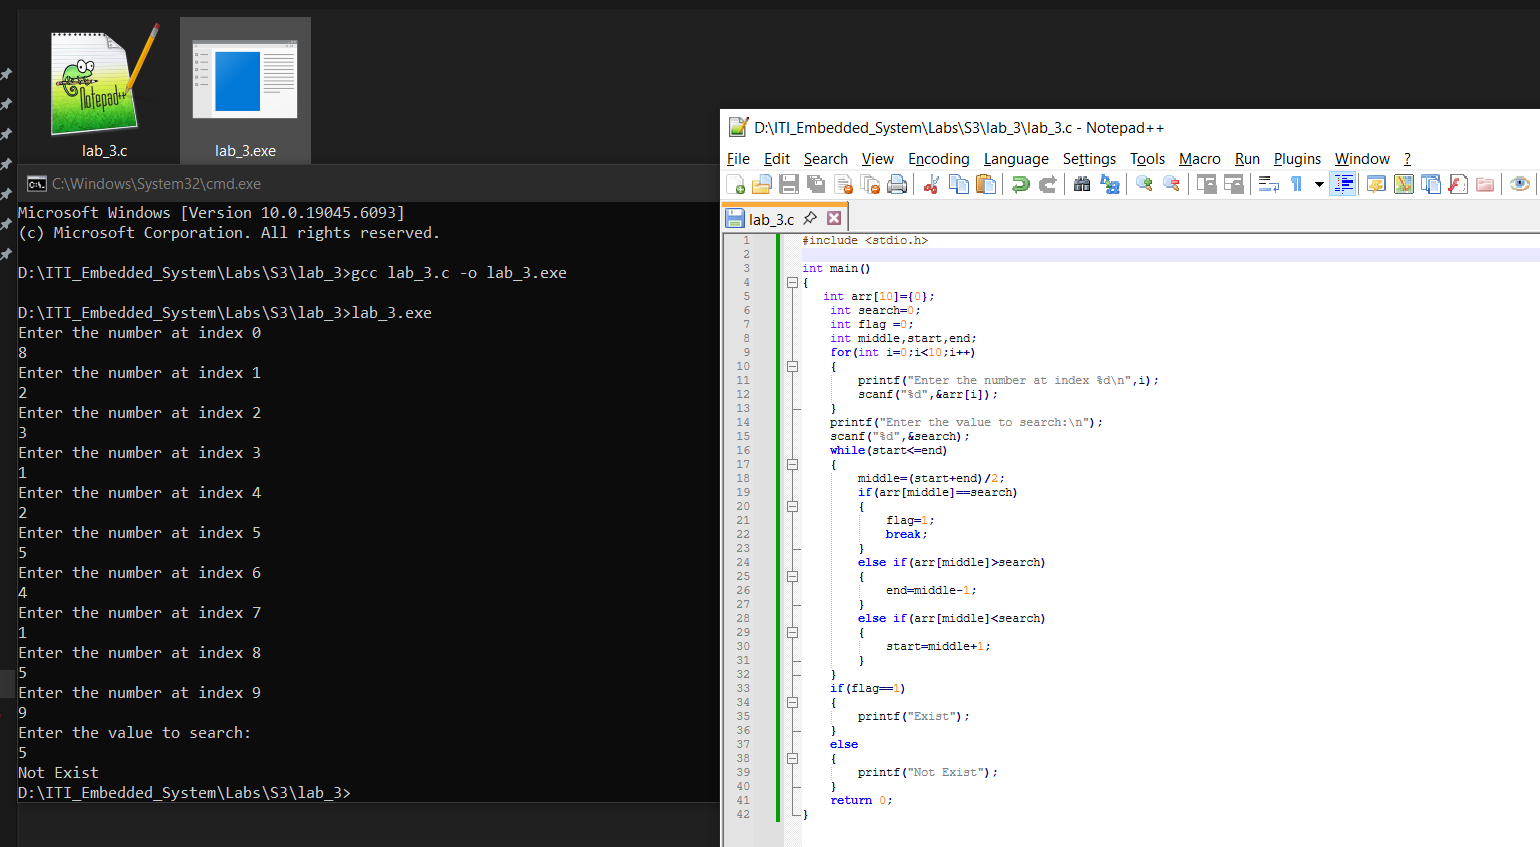 Notepad++
lab_3.c
lab_3.exe
C:\Windows\System32\cmd.exe
Microsoft Windows [Version 10.0.19045.6093]
(c) Microsoft Corporation. All rights reserved.
D:\ITI_Embedded_System\Labs\S3\lab_3>gcc lab_3.c -o lab_3.exe
D:\ITI_Embedded_System\Labs\S3\lab_3>lab_3.exe
Enter the number at index 0
8
Enter the number at index 1
2
Enter the number at index 2
3
Enter the number at index 3
1
Enter the number at index 4
2
Enter the number at index 5
5
Enter the number at index 6
4
Enter the number at index 7
1
Enter the number at index 8
5
Enter the number at index 9
9
Enter the value to search:
5
Not Exist
D:\ITI_Embedded_System\Labs\S3\lab_3>
D:\ITI_Embedded_System\Labs\S3\lab_3\lab_3.c - Notepad++
File Edit Search View Encoding Language Settings Tools Macro Run Plugins Window ?
lab_3.c
1 #include <stdio.h>
2
3 int main()
4 {
5 int arr[10]={0};
6 int search=0;
7 int flag =0;
8 int middle,start,end;
9 for(int i=0;i<10;i++)
10 {
11 printf("Enter the number at index %d\n",i);
12 scanf("%d",&arr[i]);
13 }
14 printf("Enter the value to search:\n");
15 scanf("%d",&search);
16 while(start<=end)
17 {
18 middle=(start+end)/2;
19 if(arr[middle]==search)
20 {
21 flag=1;
22 break;
23 }
24 else if(arr[middle]>search)
25 {
26 end=middle-1;
27 }
28 else if(arr[middle]<search)
29 {
30 start=middle+1;
31 }
32 }
33 if(flag==1)
34 {
35 printf("Exist");
36 }
37 else
38 {
39 printf("Not Exist");
40 }
41 return 0;
42 }